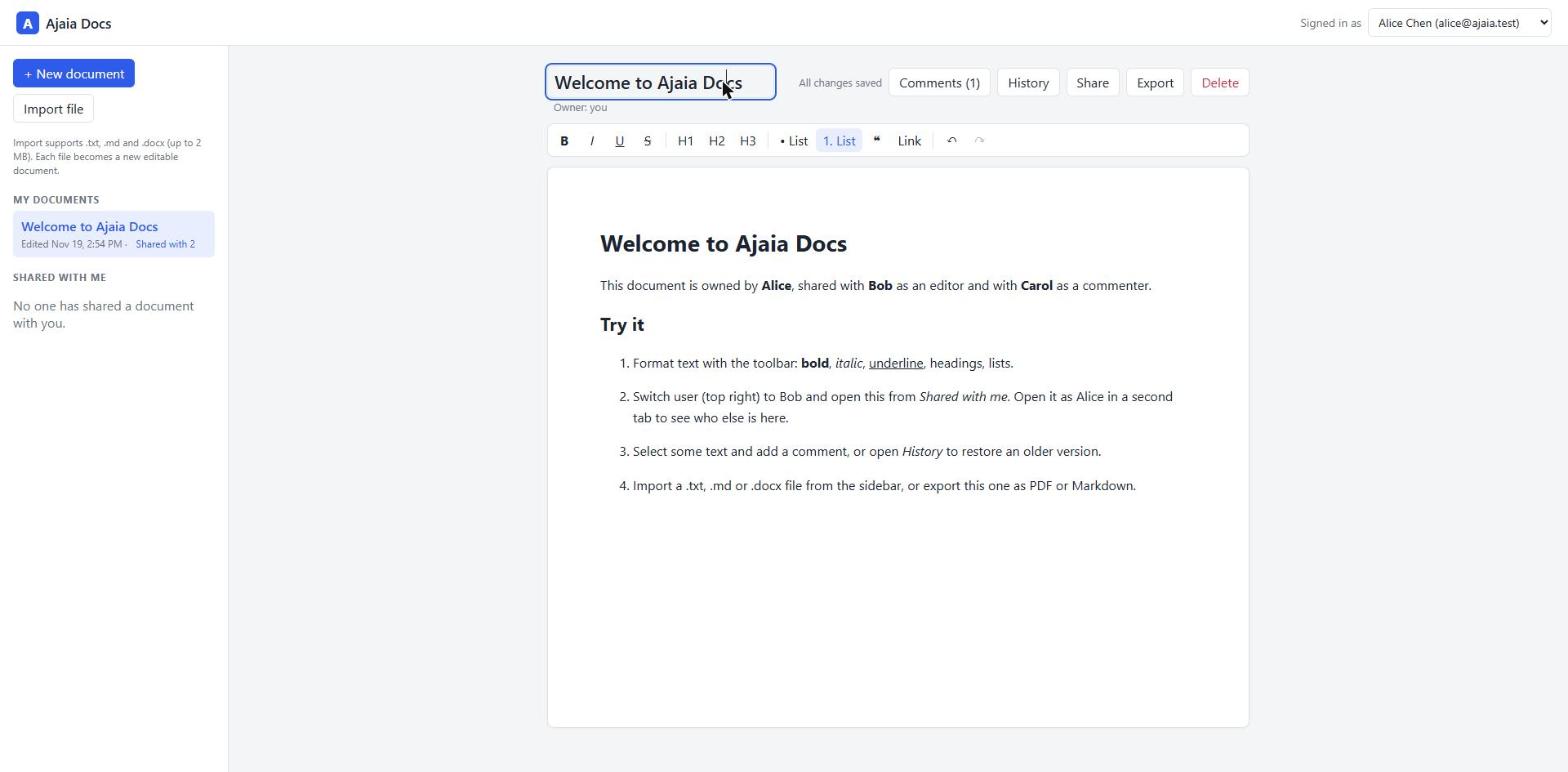 A Ajaia Docs
Signed in as Alice Chen (alice@ajaia.test)
+ New document
Import file
Import supports .txt, .md and .docx (up to 2
MB). Each file becomes a new editable
document.
MY DOCUMENTS
Welcome to Ajaia Docs
Edited Nov 19, 2:54 PM · Shared with 2
SHARED WITH ME
No one has shared a document
with you.
Welcome to Ajaia Docs
All changes saved Comments (1) History Share Export Delete
Owner: you
B I U S H1 H2 H3 • List 1. List ❝ Link
Welcome to Ajaia Docs
This document is owned by Alice, shared with Bob as an editor and with Carol as a commenter.
Try it
1. Format text with the toolbar: bold, italic, underline, headings, lists.
2. Switch user (top right) to Bob and open this from Shared with me. Open it as Alice in a second
tab to see who else is here.
3. Select some text and add a comment, or open History to restore an older version.
4. Import a .txt, .md or .docx file from the sidebar, or export this one as PDF or Markdown.